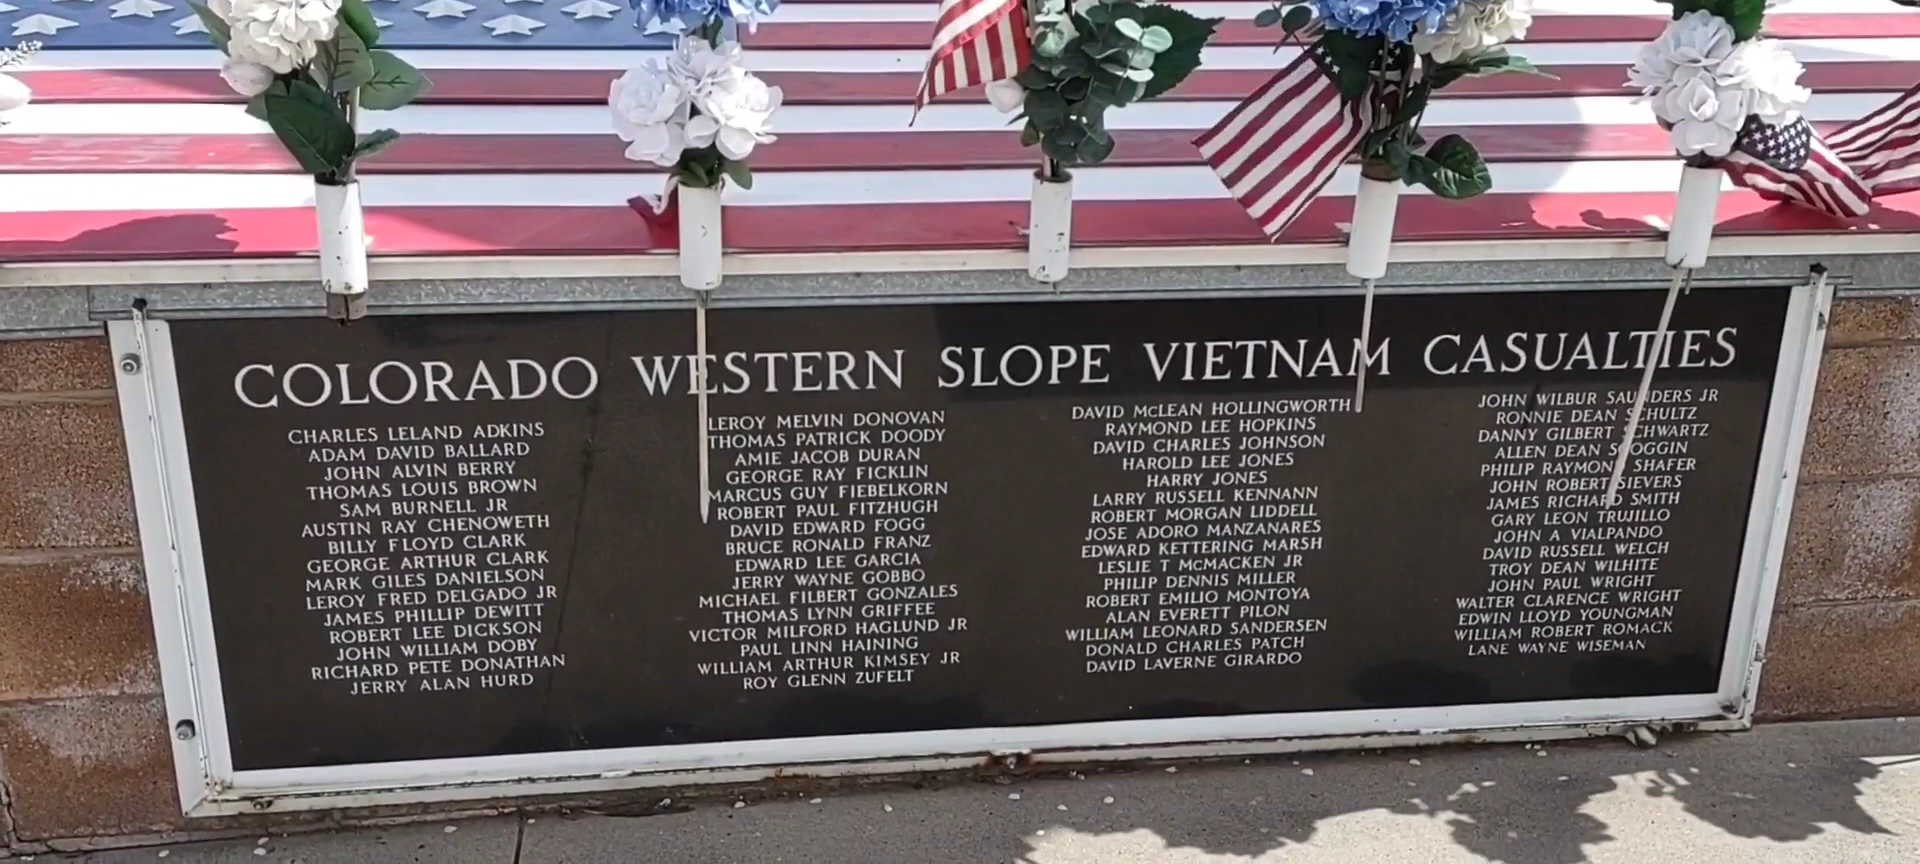 COLORADO WESTERN SLOPE VIETNAM CASUALTIES
CHARLES LELAND ADKINS
ADAM DAVID BALLARD
JOHN ALVIN BERRY
THOMAS LOUIS BROWN
SAM BURNELL JR
AUSTIN RAY CHENOWETH
BILLY FLOYD CLARK
GEORGE ARTHUR CLARK
MARK GILES DANIELSON
LEROY FRED DELGADO JR
JAMES PHILLIP DEWITT
ROBERT LEE DICKSON
JOHN WILLIAM DOBY
RICHARD PETE DONATHAN
JERRY ALAN HURD
LEROY MELVIN DONOVAN
THOMAS PATRICK DOODY
AMIE JACOB DURAN
GEORGE RAY FICKLIN
MARCUS GUY FIEBELKORN
ROBERT PAUL FITZHUGH
DAVID EDWARD FOGG
BRUCE RONALD FRANZ
EDWARD LEE GARCIA
JERRY WAYNE GOBBO
MICHAEL FILBERT GONZALES
THOMAS LYNN GRIFFEE
VICTOR MILFORD HAGLUND JR
PAUL LINN HAINING
WILLIAM ARTHUR KIMSEY JR
ROY GLENN ZUFELT
DAVID McLEAN HOLLINGWORTH
RAYMOND LEE HOPKINS
DAVID CHARLES JOHNSON
HAROLD LEE JONES
HARRY JONES
LARRY RUSSELL KENNANN
ROBERT MORGAN LIDDELL
JOSE ADORO MANZANARES
EDWARD KETTERING MARSH
LESLIE T McMACKEN JR
PHILIP DENNIS MILLER
ROBERT EMILIO MONTOYA
ALAN EVERETT PILON
WILLIAM LEONARD SANDERSEN
DONALD CHARLES PATCH
DAVID LAVERNE GIRARDO
JOHN WILBUR SAUNDERS JR
RONNIE DEAN SCHULTZ
DANNY GILBERT SCHWARTZ
ALLEN DEAN SCOGGIN
PHILIP RAYMOND SHAFER
JOHN ROBERT SIEVERS
JAMES RICHARD SMITH
GARY LEON TRUJILLO
JOHN A VIALPANDO
DAVID RUSSELL WELCH
TROY DEAN WILHITE
JOHN PAUL WRIGHT
WALTER CLARENCE WRIGHT
EDWIN LLOYD YOUNGMAN
WILLIAM ROBERT ROMACK
LANE WAYNE WISEMAN